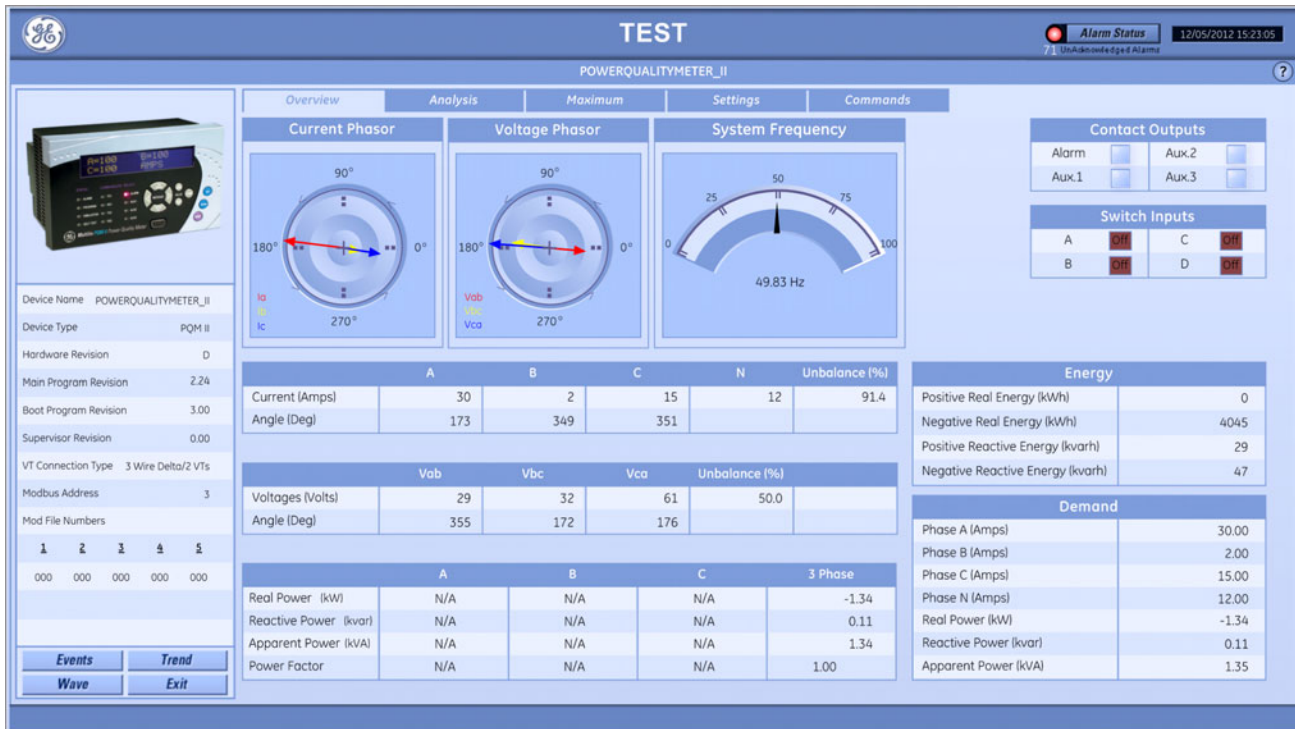 TEST
Alarm Status
12/05/2012 15:23:05
71 UnAcknowledged Alarms
POWERQUALITYMETER_II
?
Overview Analysis Maximum Settings Commands
A=100 B=100
C=100 AMPS
Device Name POWERQUALITYMETER_II
Device Type PQM II
Hardware Revision D
Main Program Revision 2.24
Boot Program Revision 3.00
Supervisor Revision 0.00
VT Connection Type 3 Wire Delta/2 VTs
Modbus Address 3
Mod File Numbers
1 2 3 4 5
000 000 000 000 000
Events Trend
Wave Exit
Current Phasor
90°
180° 0°
270°
Ia
Ib
Ic
Voltage Phasor
90°
180° 0°
270°
Vab
Vbc
Vca
System Frequency
0 25 50 75 100
49.83 Hz
Contact Outputs
Alarm Aux.2
Aux.1 Aux.3
Switch Inputs
A Off C Off
B Off D Off
A B C N Unbalance (%)
Current (Amps) 30 2 15 12 91.4
Angle (Deg) 173 349 351
Vab Vbc Vca Unbalance (%)
Voltages (Volts) 29 32 61 50.0
Angle (Deg) 355 172 176
A B C 3 Phase
Real Power (kW) N/A N/A N/A -1.34
Reactive Power (kvar) N/A N/A N/A 0.11
Apparent Power (kVA) N/A N/A N/A 1.34
Power Factor N/A N/A N/A 1.00
Energy
Positive Real Energy (kWh) 0
Negative Real Energy (kWh) 4045
Positive Reactive Energy (kvarh) 29
Negative Reactive Energy (kvarh) 47
Demand
Phase A (Amps) 30.00
Phase B (Amps) 2.00
Phase C (Amps) 15.00
Phase N (Amps) 12.00
Real Power (kW) -1.34
Reactive Power (kvar) 0.11
Apparent Power (kVA) 1.35